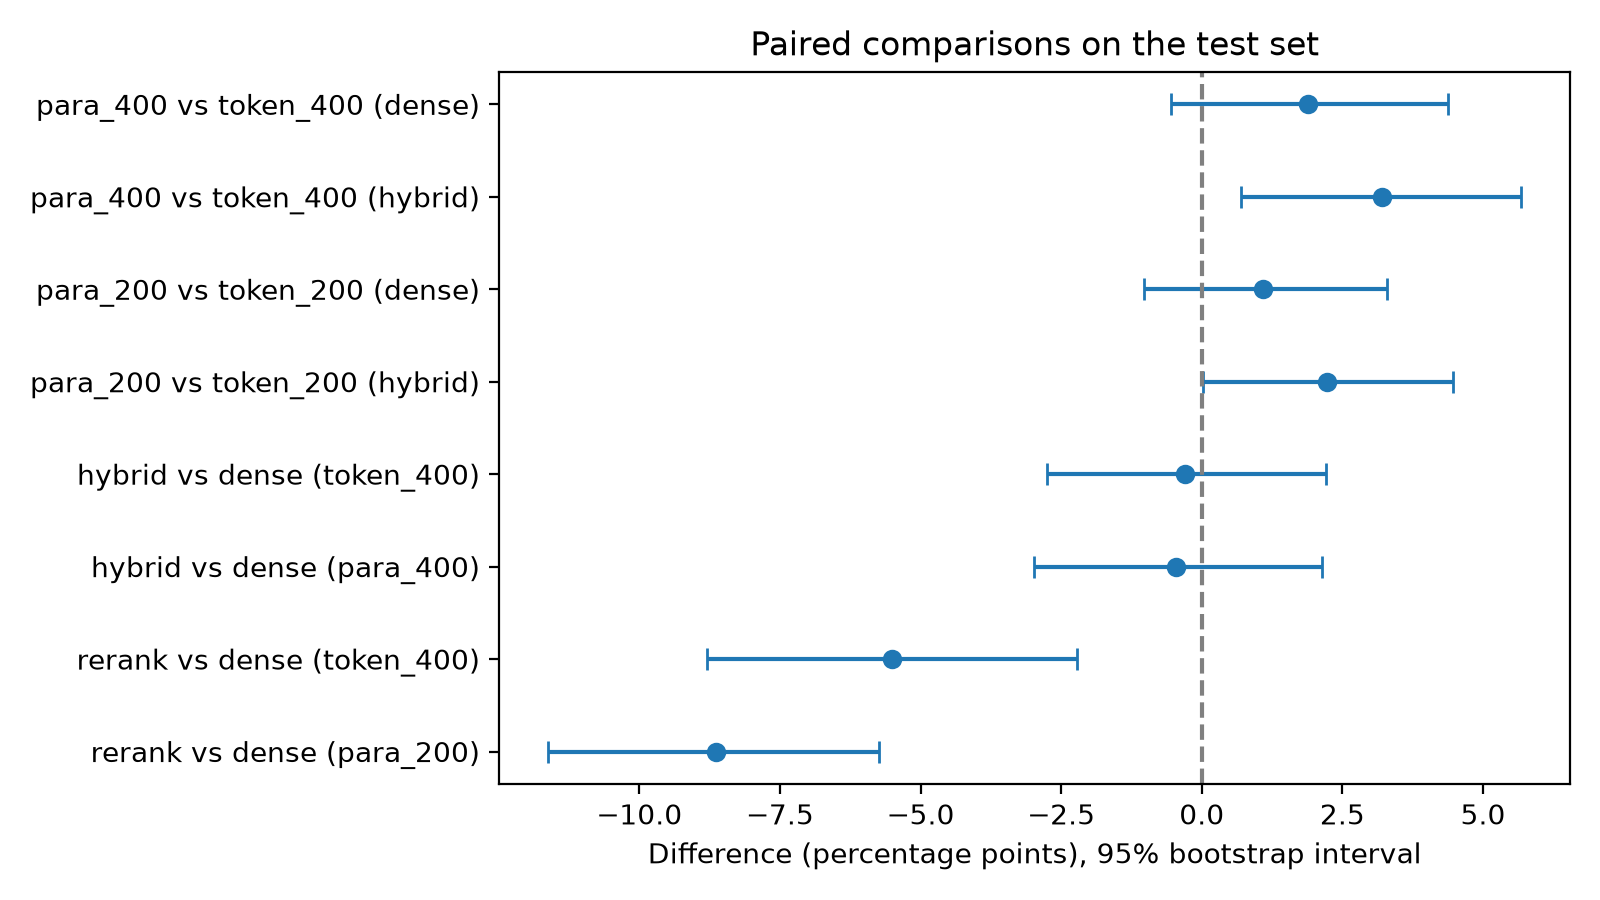 Paired comparisons on the test set
para_400 vs token_400 (dense)
para_400 vs token_400 (hybrid)
para_200 vs token_200 (dense)
para_200 vs token_200 (hybrid)
hybrid vs dense (token_400)
hybrid vs dense (para_400)
rerank vs dense (token_400)
rerank vs dense (para_200)
−10.0 −7.5 −5.0 −2.5 0.0 2.5 5.0
Difference (percentage points), 95% bootstrap interval